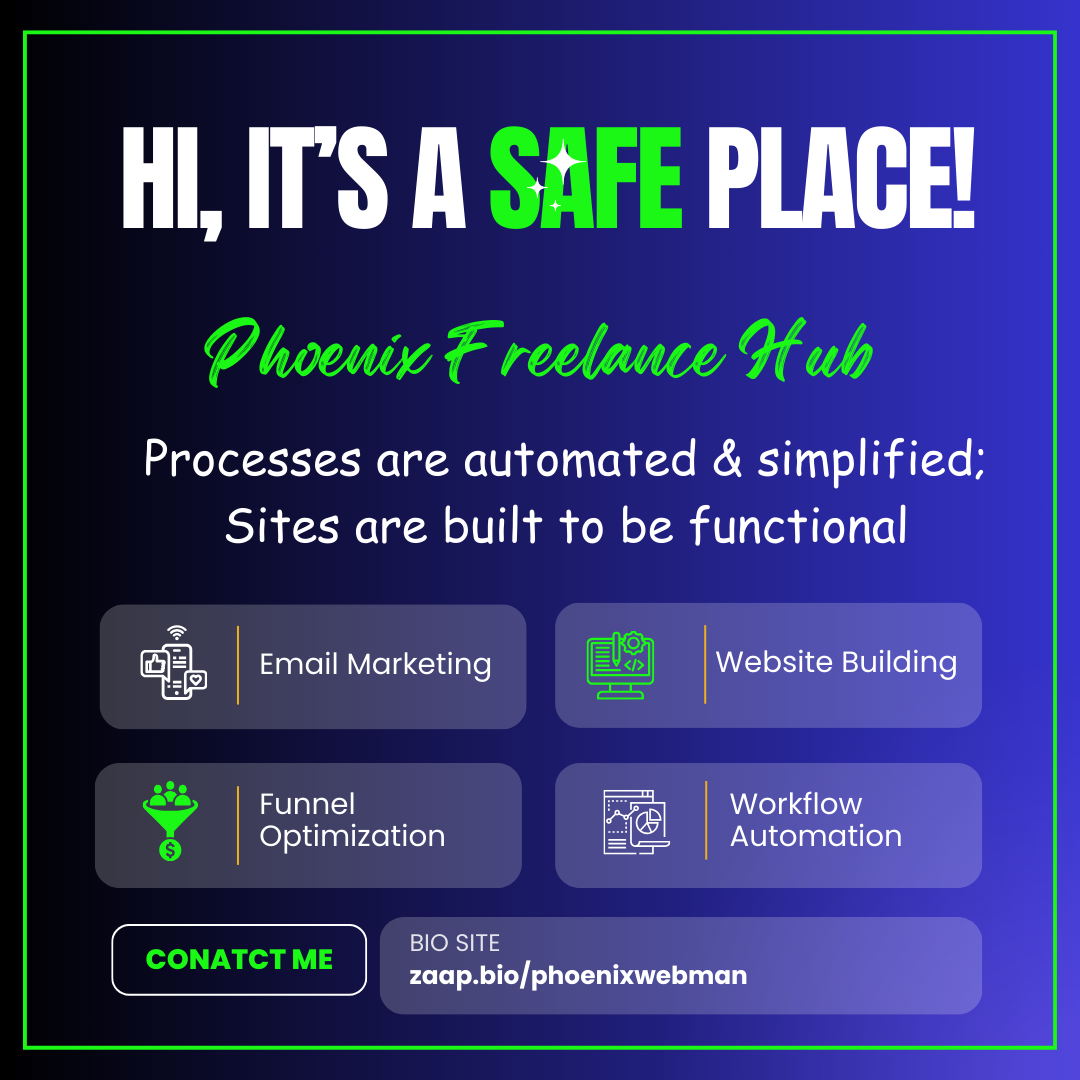 HI, IT’S A SAFE PLACE!
Phoenix Freelance Hub
Processes are automated & simplified;
Sites are built to be functional
Email Marketing
Website Building
Funnel
Optimization
Workflow
Automation
CONATCT ME
BIO SITE
zaap.bio/phoenixwebman